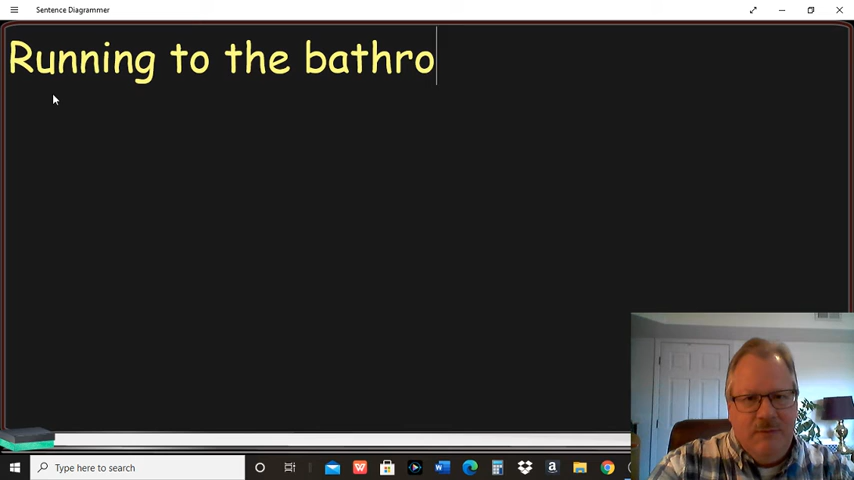 Sentence Diagrammer
Running to the bathro
Type here to search